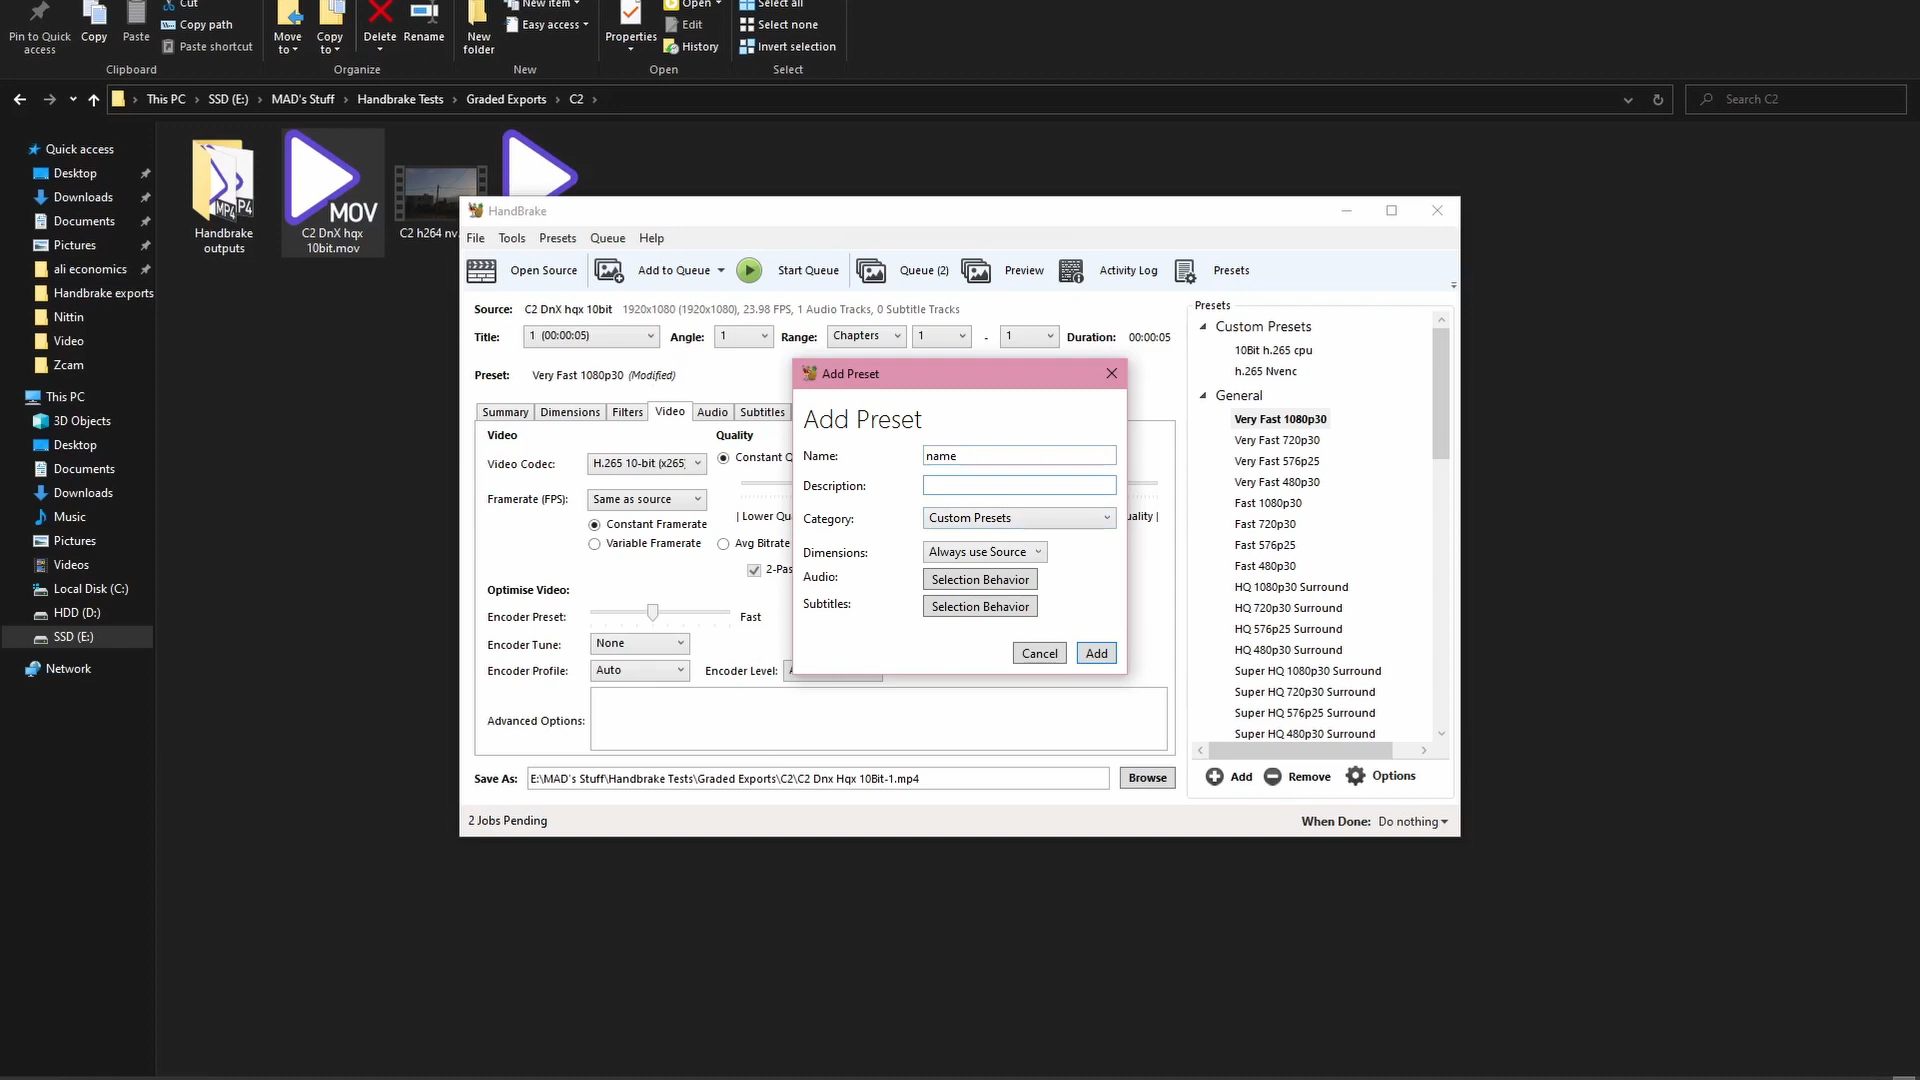 Cut
New item
Open
Select all
Pin to Quick access
Copy
Paste
Copy path
Paste shortcut
Move to
Copy to
Delete
Rename
New folder
Easy access
Properties
Edit
History
Select none
Invert selection
Clipboard
Organize
New
Open
Select
This PC › SSD (E:) › MAD's Stuff › Handbrake Tests › Graded Exports › C2 ›
Search C2
Quick access
Desktop
Downloads
Documents
Pictures
ali economics
Handbrake exports
Nittin
Video
Zcam
This PC
3D Objects
Desktop
Documents
Downloads
Music
Pictures
Videos
Local Disk (C:)
HDD (D:)
SSD (E:)
Network
MP4
P4
Handbrake outputs
MOV
C2 DnX hqx 10bit.mov
C2 h264 nv.
HandBrake
File Tools Presets Queue Help
Open Source Add to Queue Start Queue Queue (2) Preview Activity Log Presets
Source: C2 DnX hqx 10bit 1920x1080 (1920x1080), 23.98 FPS, 1 Audio Tracks, 0 Subtitle Tracks
Title: 1 (00:00:05) Angle: 1 Range: Chapters 1 - 1 Duration: 00:00:05
Preset: Very Fast 1080p30 (Modified)
Summary Dimensions Filters Video Audio Subtitles
Video
Quality
Video Codec: H.265 10-bit (x265)
Constant Q
Framerate (FPS): Same as source
| Lower Qu
uality |
Constant Framerate
Variable Framerate
Avg Bitrate
2-Pas
Optimise Video:
Encoder Preset: Fast
Encoder Tune: None
Encoder Profile: Auto
Encoder Level:
Advanced Options:
Save As: E:\MAD's Stuff\Handbrake Tests\Graded Exports\C2\C2 Dnx Hqx 10Bit-1.mp4
Browse
2 Jobs Pending
When Done: Do nothing
Add Preset
Add Preset
Name: name
Description:
Category: Custom Presets
Dimensions: Always use Source
Audio: Selection Behavior
Subtitles: Selection Behavior
Cancel Add
Presets
Custom Presets
10Bit h.265 cpu
h.265 Nvenc
General
Very Fast 1080p30
Very Fast 720p30
Very Fast 576p25
Very Fast 480p30
Fast 1080p30
Fast 720p30
Fast 576p25
Fast 480p30
HQ 1080p30 Surround
HQ 720p30 Surround
HQ 576p25 Surround
HQ 480p30 Surround
Super HQ 1080p30 Surround
Super HQ 720p30 Surround
Super HQ 576p25 Surround
Super HQ 480p30 Surround
Add Remove Options